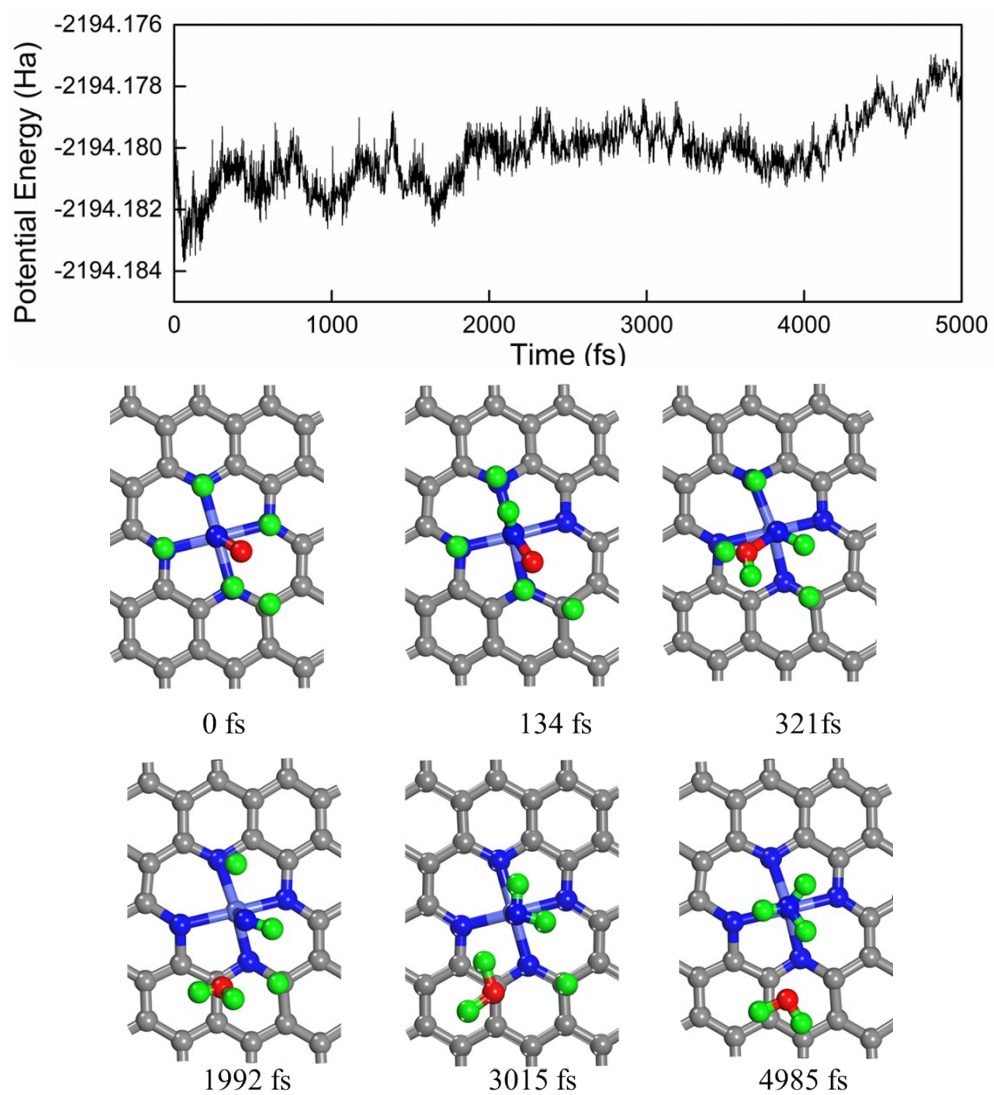 Potential Energy (Ha)
-2194.176
-2194.178
-2194.180
-2194.182
-2194.184
0 1000 2000 3000 4000 5000
Time (fs)
0 fs 134 fs 321fs
1992 fs 3015 fs 4985 fs